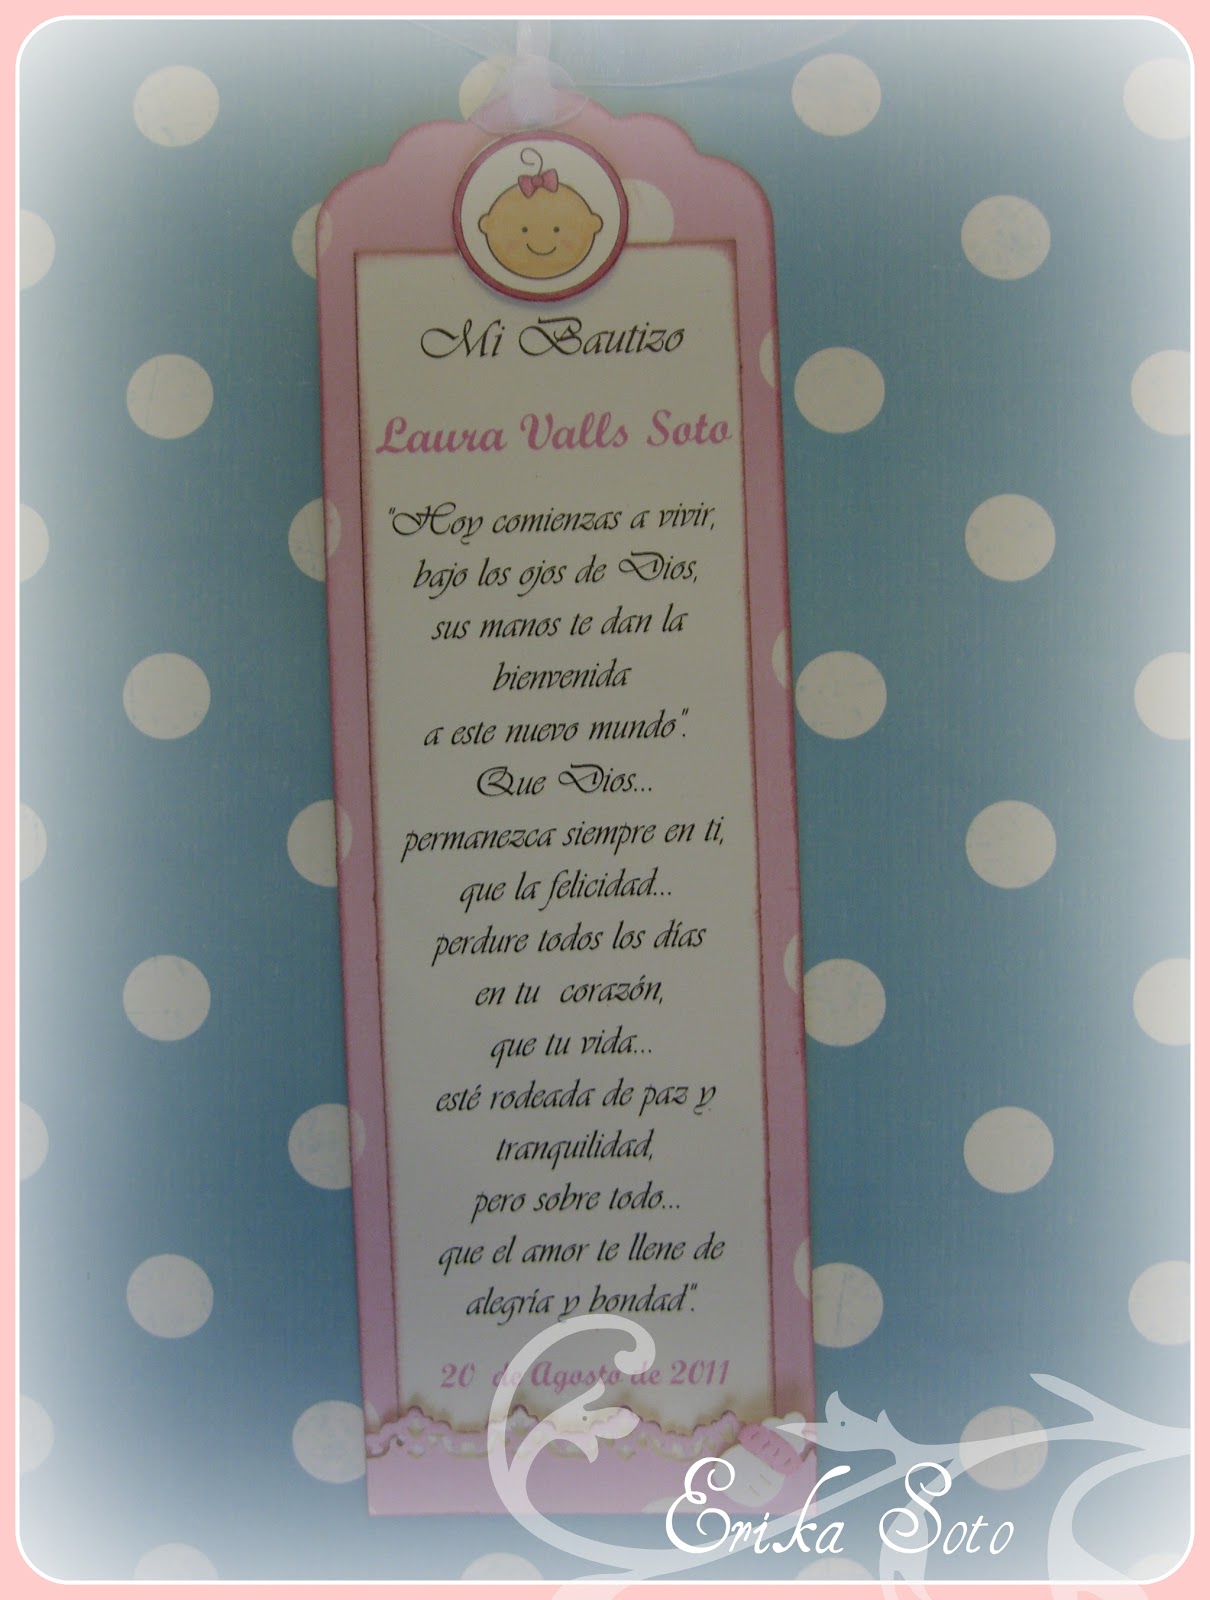 Mi Bautizo
Laura Valls Soto
"Hoy comienzas a vivir,
bajo los ojos de Dios,
sus manos te dan la
bienvenida
a este nuevo mundo".
Que Dios...
permanezca siempre en ti,
que la felicidad...
perdure todos los días
en tu corazón,
que tu vida...
esté rodeada de paz y
tranquilidad,
pero sobre todo...
que el amor te llene de
alegría y bondad".
20 de Agosto de 2011
Erika Soto